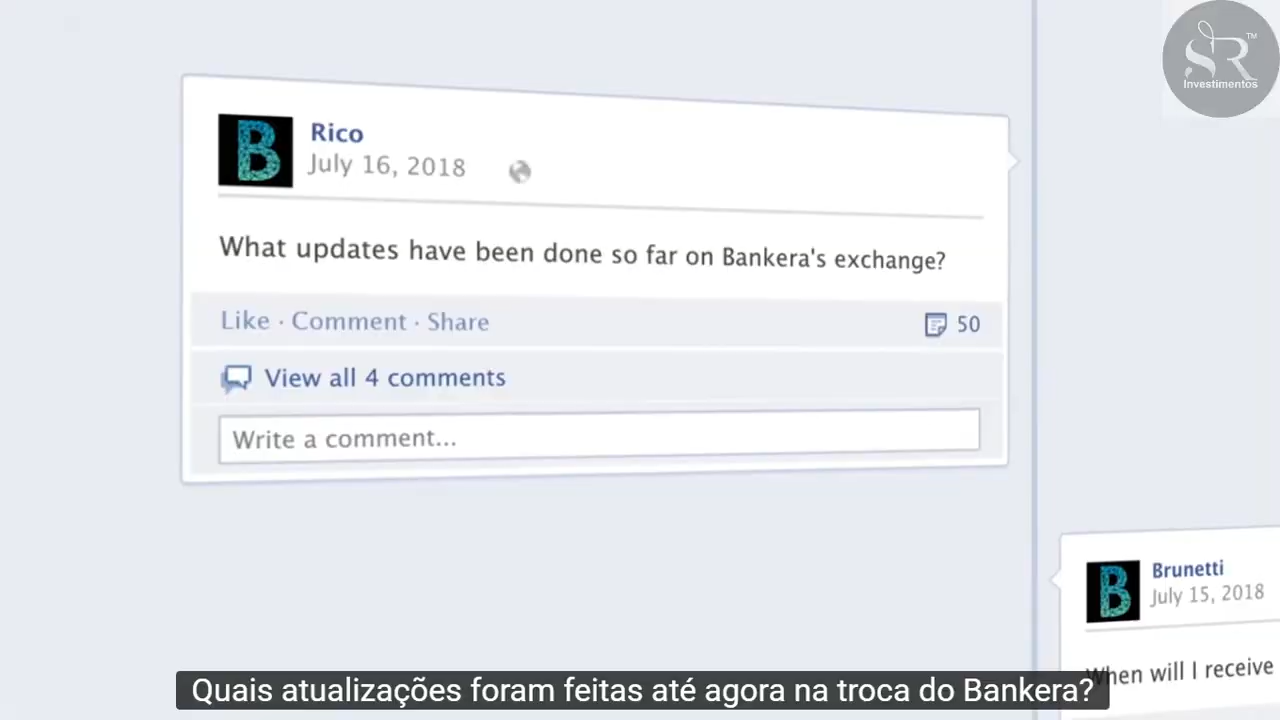 SR™
Investimentos
Rico
July 16, 2018
What updates have been done so far on Bankera's exchange?
Like · Comment · Share
50
View all 4 comments
Write a comment...
Brunetti
July 15, 2018
When will I receive
Quais atualizações foram feitas até agora na troca do Bankera?